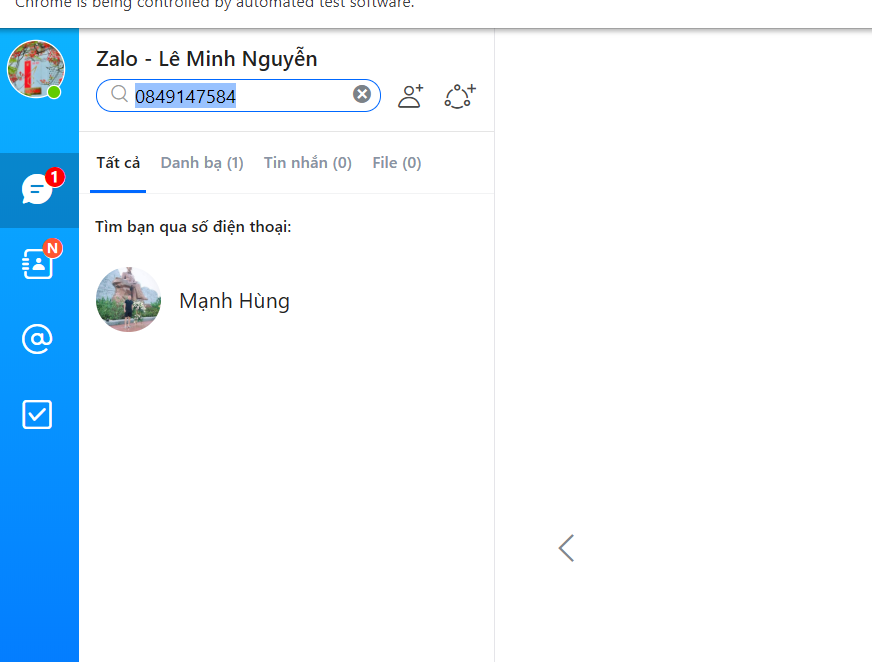 Chrome is being controlled by automated test software.
Zalo - Lê Minh Nguyễn
0849147584
1
Tất cả Danh bạ (1) Tin nhắn (0) File (0)
N
Tìm bạn qua số điện thoại:
Mạnh Hùng